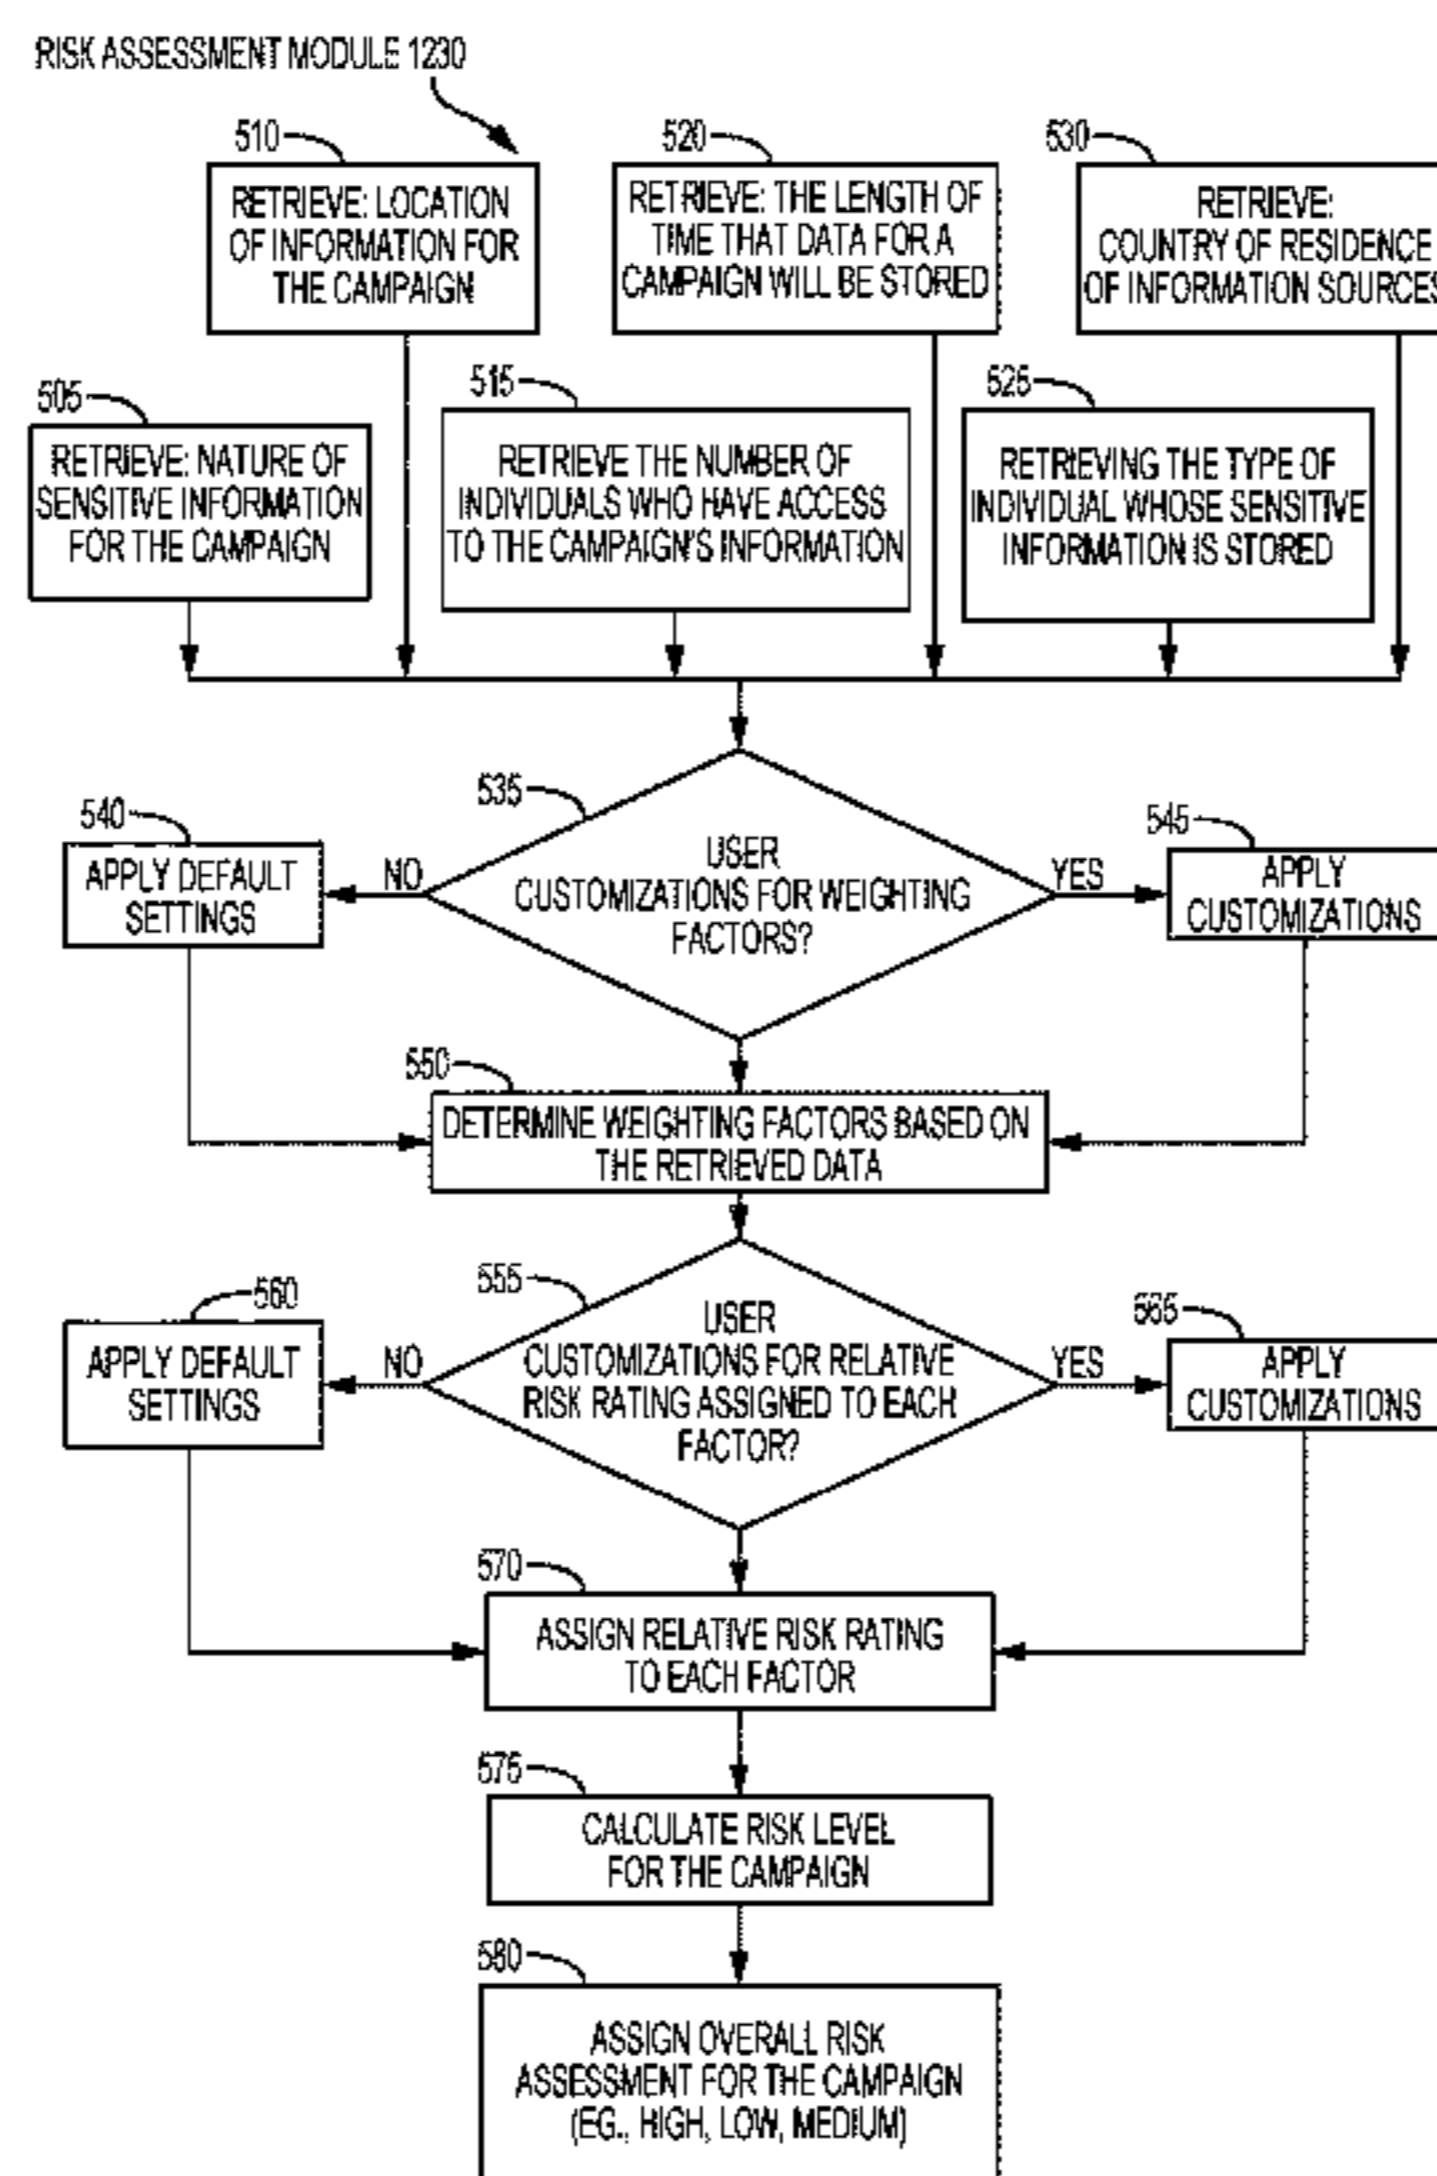 RISK ASSESSMENT MODULE 1230
510
RETRIEVE: LOCATION
OF INFORMATION FOR
THE CAMPAIGN
520
RETRIEVE: THE LENGTH OF
TIME THAT DATA FOR A
CAMPAIGN WILL BE STORED
530
RETRIEVE:
COUNTRY OF RESIDENCE
OF INFORMATION SOURCES
505
RETRIEVE: NATURE OF
SENSITIVE INFORMATION
FOR THE CAMPAIGN
515
RETRIEVE THE NUMBER OF
INDIVIDUALS WHO HAVE ACCESS
TO THE CAMPAIGN'S INFORMATION
525
RETRIEVING THE TYPE OF
INDIVIDUAL WHOSE SENSITIVE
INFORMATION IS STORED
535
USER
CUSTOMIZATIONS FOR WEIGHTING
FACTORS?
NO
540
APPLY DEFAULT
SETTINGS
YES
545
APPLY
CUSTOMIZATIONS
550
DETERMINE WEIGHTING FACTORS BASED ON
THE RETRIEVED DATA
555
USER
CUSTOMIZATIONS FOR RELATIVE
RISK RATING ASSIGNED TO EACH
FACTOR?
NO
560
APPLY DEFAULT
SETTINGS
YES
565
APPLY
CUSTOMIZATIONS
570
ASSIGN RELATIVE RISK RATING
TO EACH FACTOR
575
CALCULATE RISK LEVEL
FOR THE CAMPAIGN
580
ASSIGN OVERALL RISK
ASSESSMENT FOR THE CAMPAIGN
(EG., HIGH, LOW, MEDIUM)